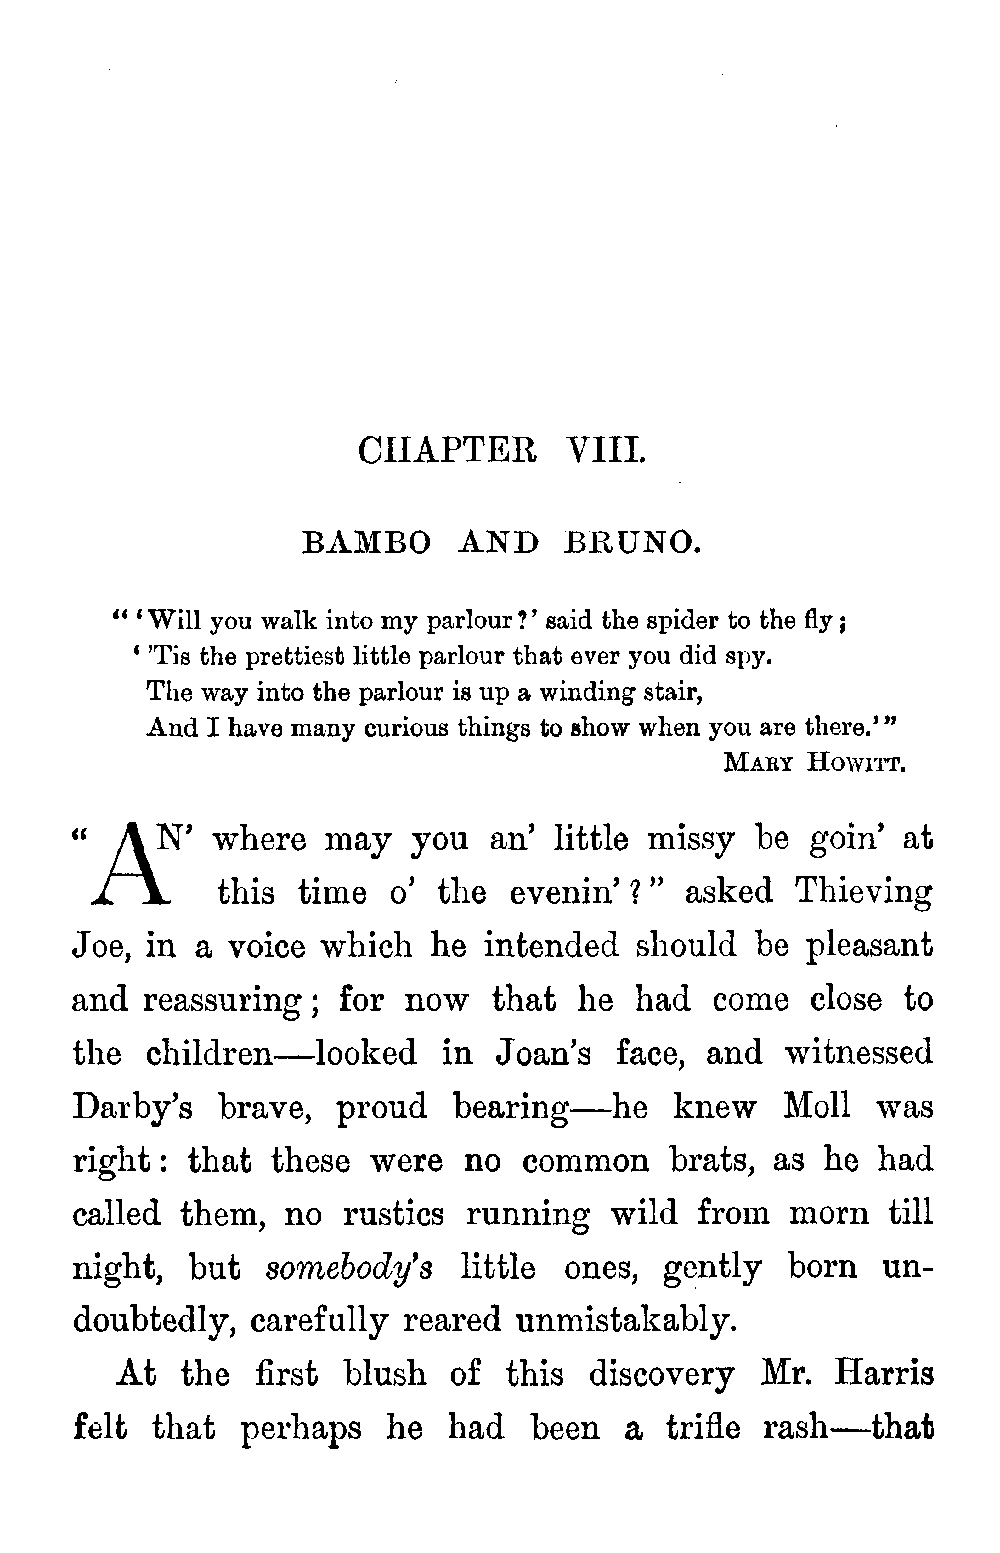 CHAPTER VIII.
BAMBO AND BRUNO.
“‘Will you walk into my parlour?’ said the spider to the fly;
‘’Tis the prettiest little parlour that ever you did spy.
The way into the parlour is up a winding stair,
And I have many curious things to show when you are there.’”
MARY HOWITT.
“AN’ where may you an’ little missy be goin’ at
this time o’ the evenin’?” asked Thieving
Joe, in a voice which he intended should be pleasant
and reassuring; for now that he had come close to
the children—looked in Joan’s face, and witnessed
Darby’s brave, proud bearing—he knew Moll was
right: that these were no common brats, as he had
called them, no rustics running wild from morn till
night, but somebody’s little ones, gently born un-
doubtedly, carefully reared unmistakably.
At the first blush of this discovery Mr. Harris
felt that perhaps he had been a trifle rash—that